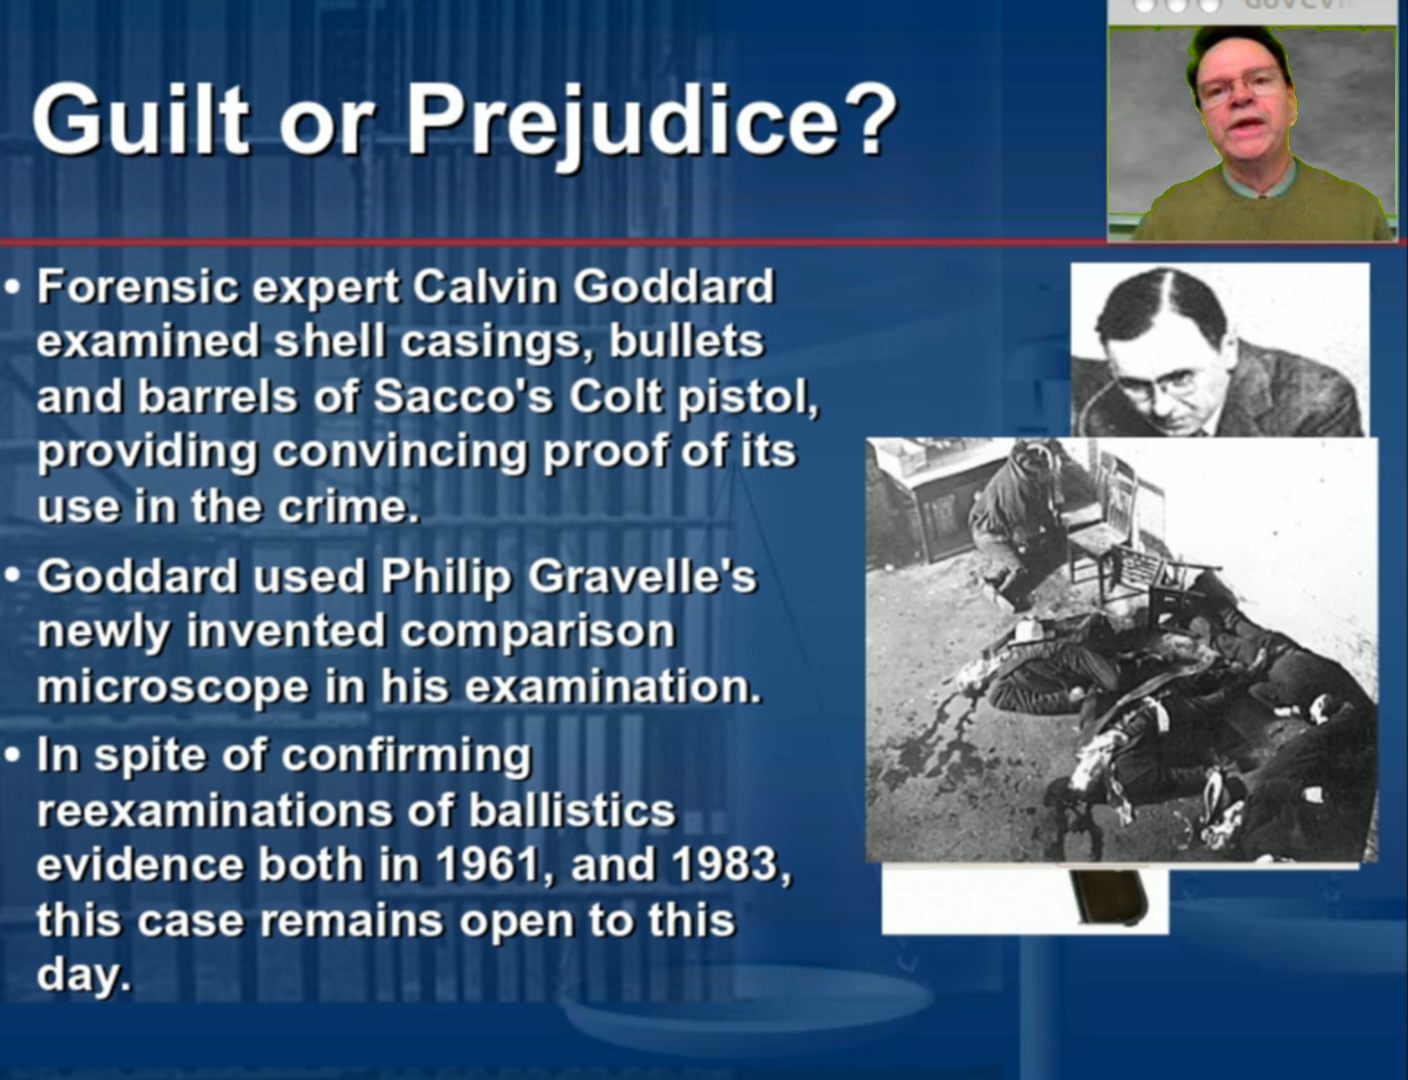 Guilt or Prejudice?
• Forensic expert Calvin Goddard
examined shell casings, bullets
and barrels of Sacco's Colt pistol,
providing convincing proof of its
use in the crime.
• Goddard used Philip Gravelle's
newly invented comparison
microscope in his examination.
• In spite of confirming
reexaminations of ballistics
evidence both in 1961, and 1983,
this case remains open to this
day.